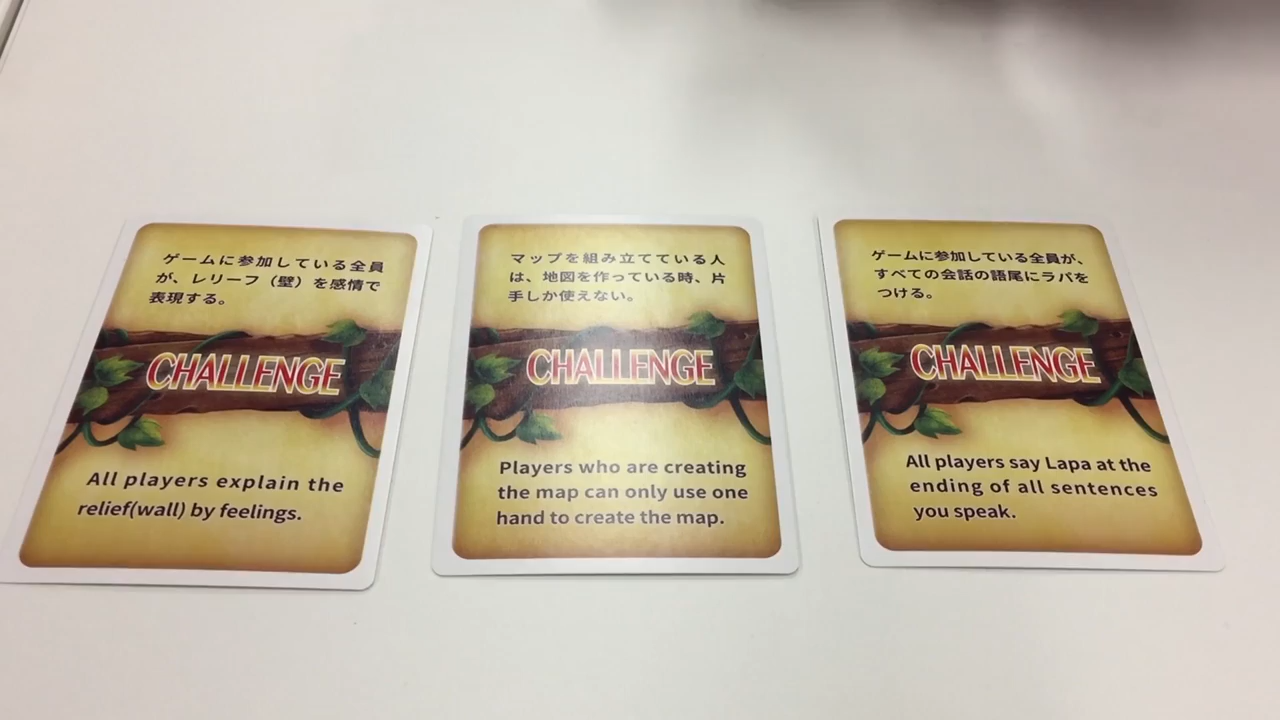 ゲームに参加している全員
が、レリーフ（壁）を感情で
表現する。
CHALLENGE
All players explain the
relief(wall) by feelings.
マップを組み立てている人
は、地図を作っている時、片
手しか使えない。
CHALLENGE
Players who are creating
the map can only use one
hand to create the map.
ゲームに参加している全員が、
すべての会話の語尾にラパを
つける。
CHALLENGE
All players say Lapa at the
ending of all sentences
you speak.